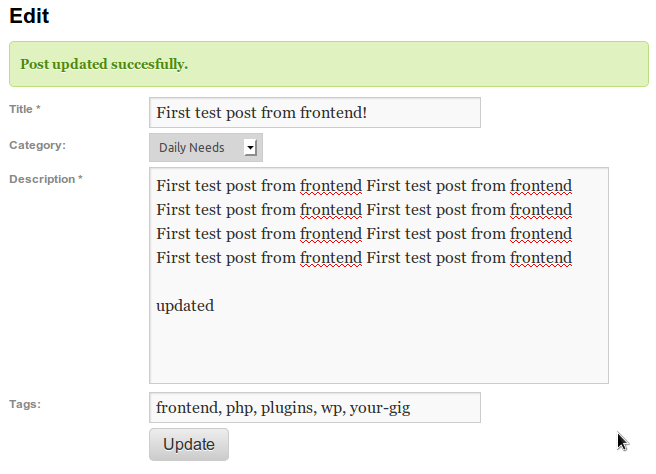 Edit
Post updated succesfully.
Title *
First test post from frontend!
Category:
Daily Needs
Description *
First test post from frontend First test post from frontend
First test post from frontend First test post from frontend
First test post from frontend First test post from frontend
First test post from frontend First test post from frontend
updated
Tags:
frontend, php, plugins, wp, your-gig
Update